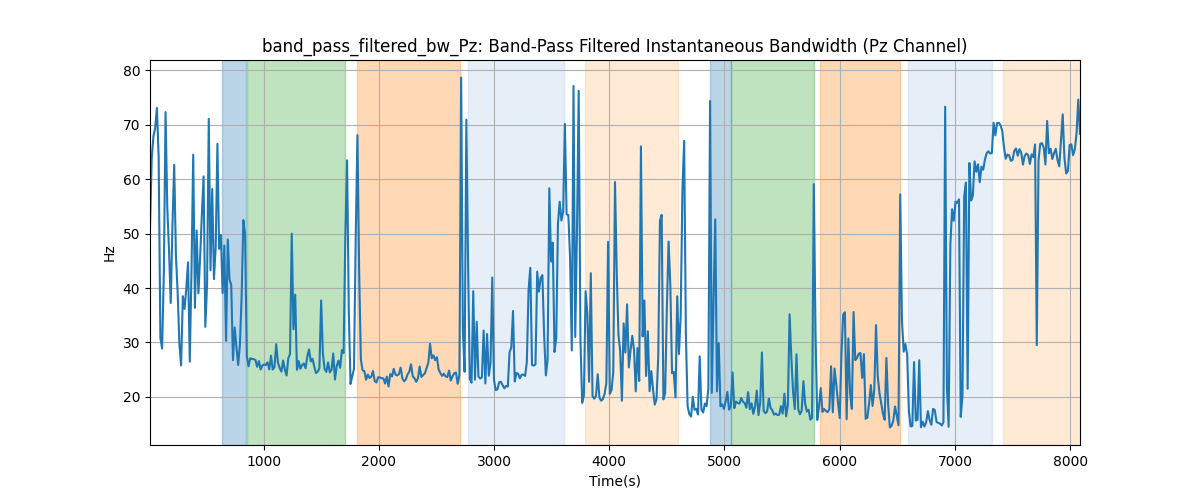 band_pass_filtered_bw_Pz: Band-Pass Filtered Instantaneous Bandwidth (Pz Channel)
80
70
60
50
40
30
20
Hz
1000 2000 3000 4000 5000 6000 7000 8000
Time(s)